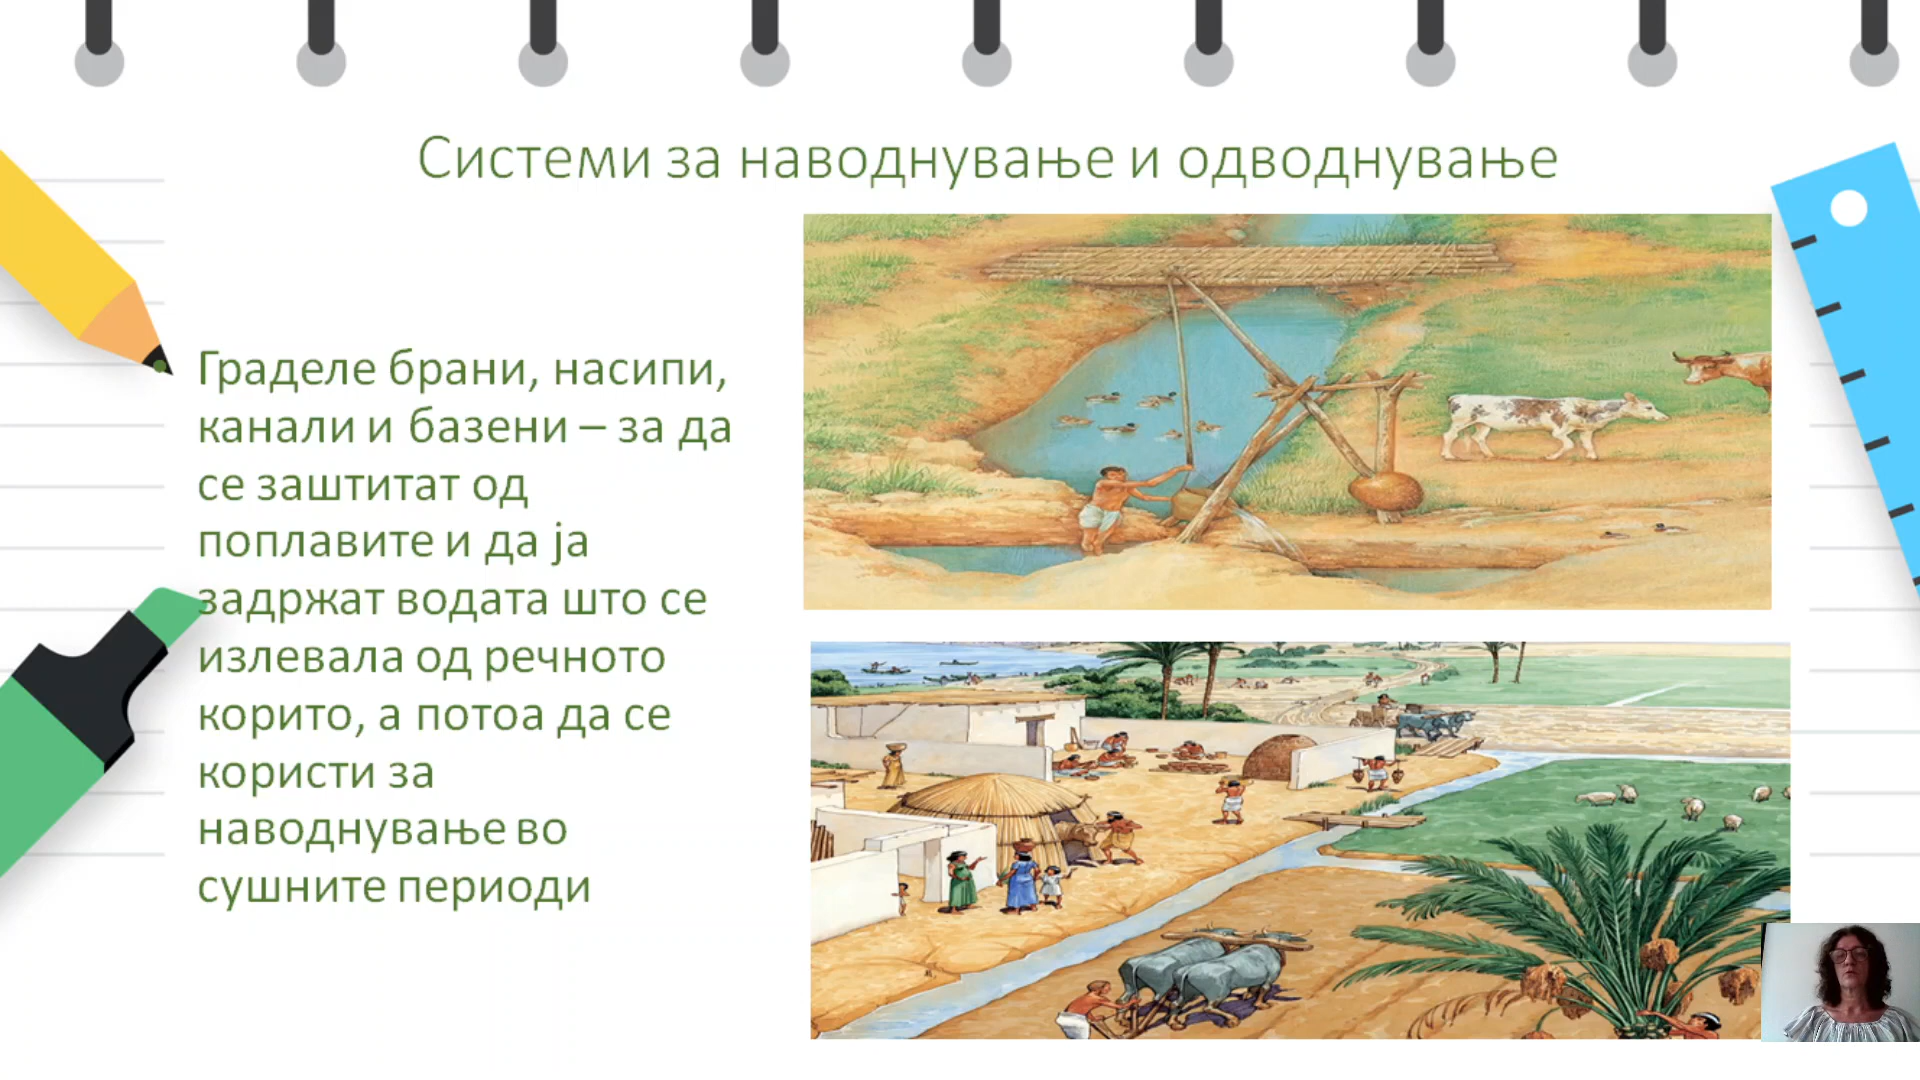 Системи за наводнување и одводнување
Граделе брани, насипи,
канали и базени – за да
се заштитат од
поплавите и да ја
задржат водата што се
излевала од речното
корито, а потоа да се
користи за
наводнување во
сушните периоди